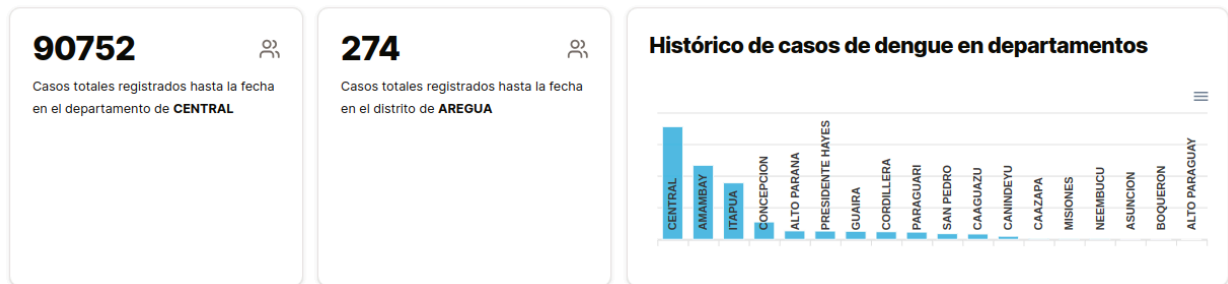 90752
Casos totales registrados hasta la fecha
en el departamento de CENTRAL
274
Casos totales registrados hasta la fecha
en el distrito de AREGUA
Histórico de casos de dengue en departamentos
CENTRAL
AMAMBAY
ITAPUA
CONCEPCION
ALTO PARANA
PRESIDENTE HAYES
GUAIRA
CORDILLERA
PARAGUARI
SAN PEDRO
CAAGUAZU
CANINDEYU
CAAZAPA
MISIONES
NEEMBUCU
ASUNCION
BOQUERON
ALTO PARAGUAY